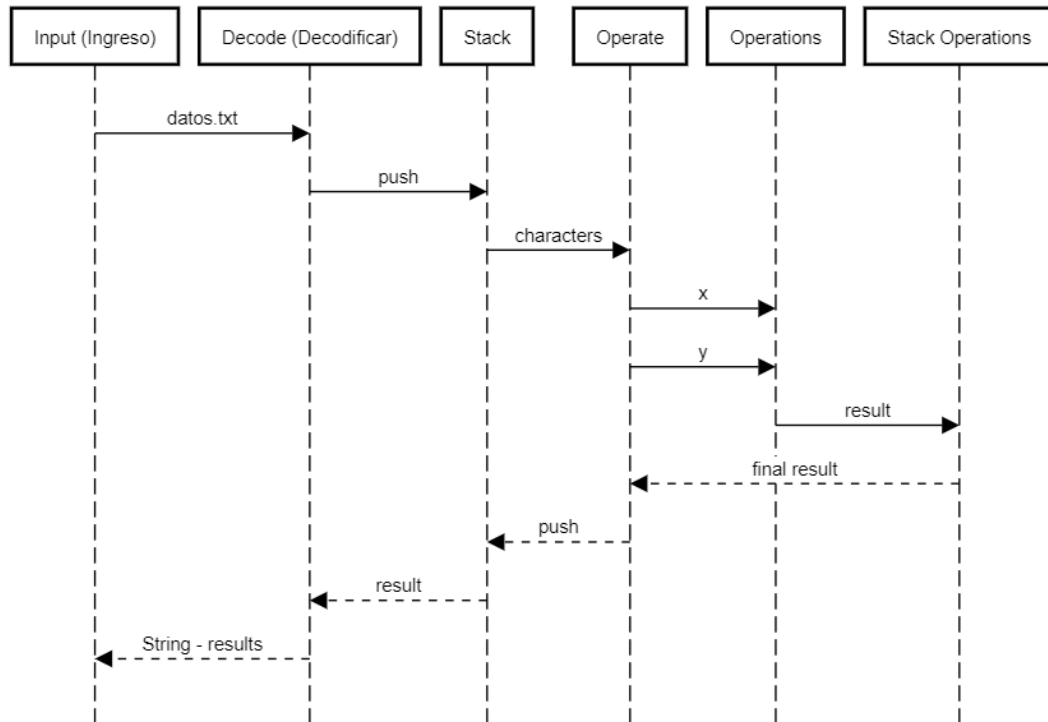 Input (Ingreso)
Decode (Decodificar)
Stack
Operate
Operations
Stack Operations
datos.txt
push
characters
x
y
result
final result
push
result
String - results